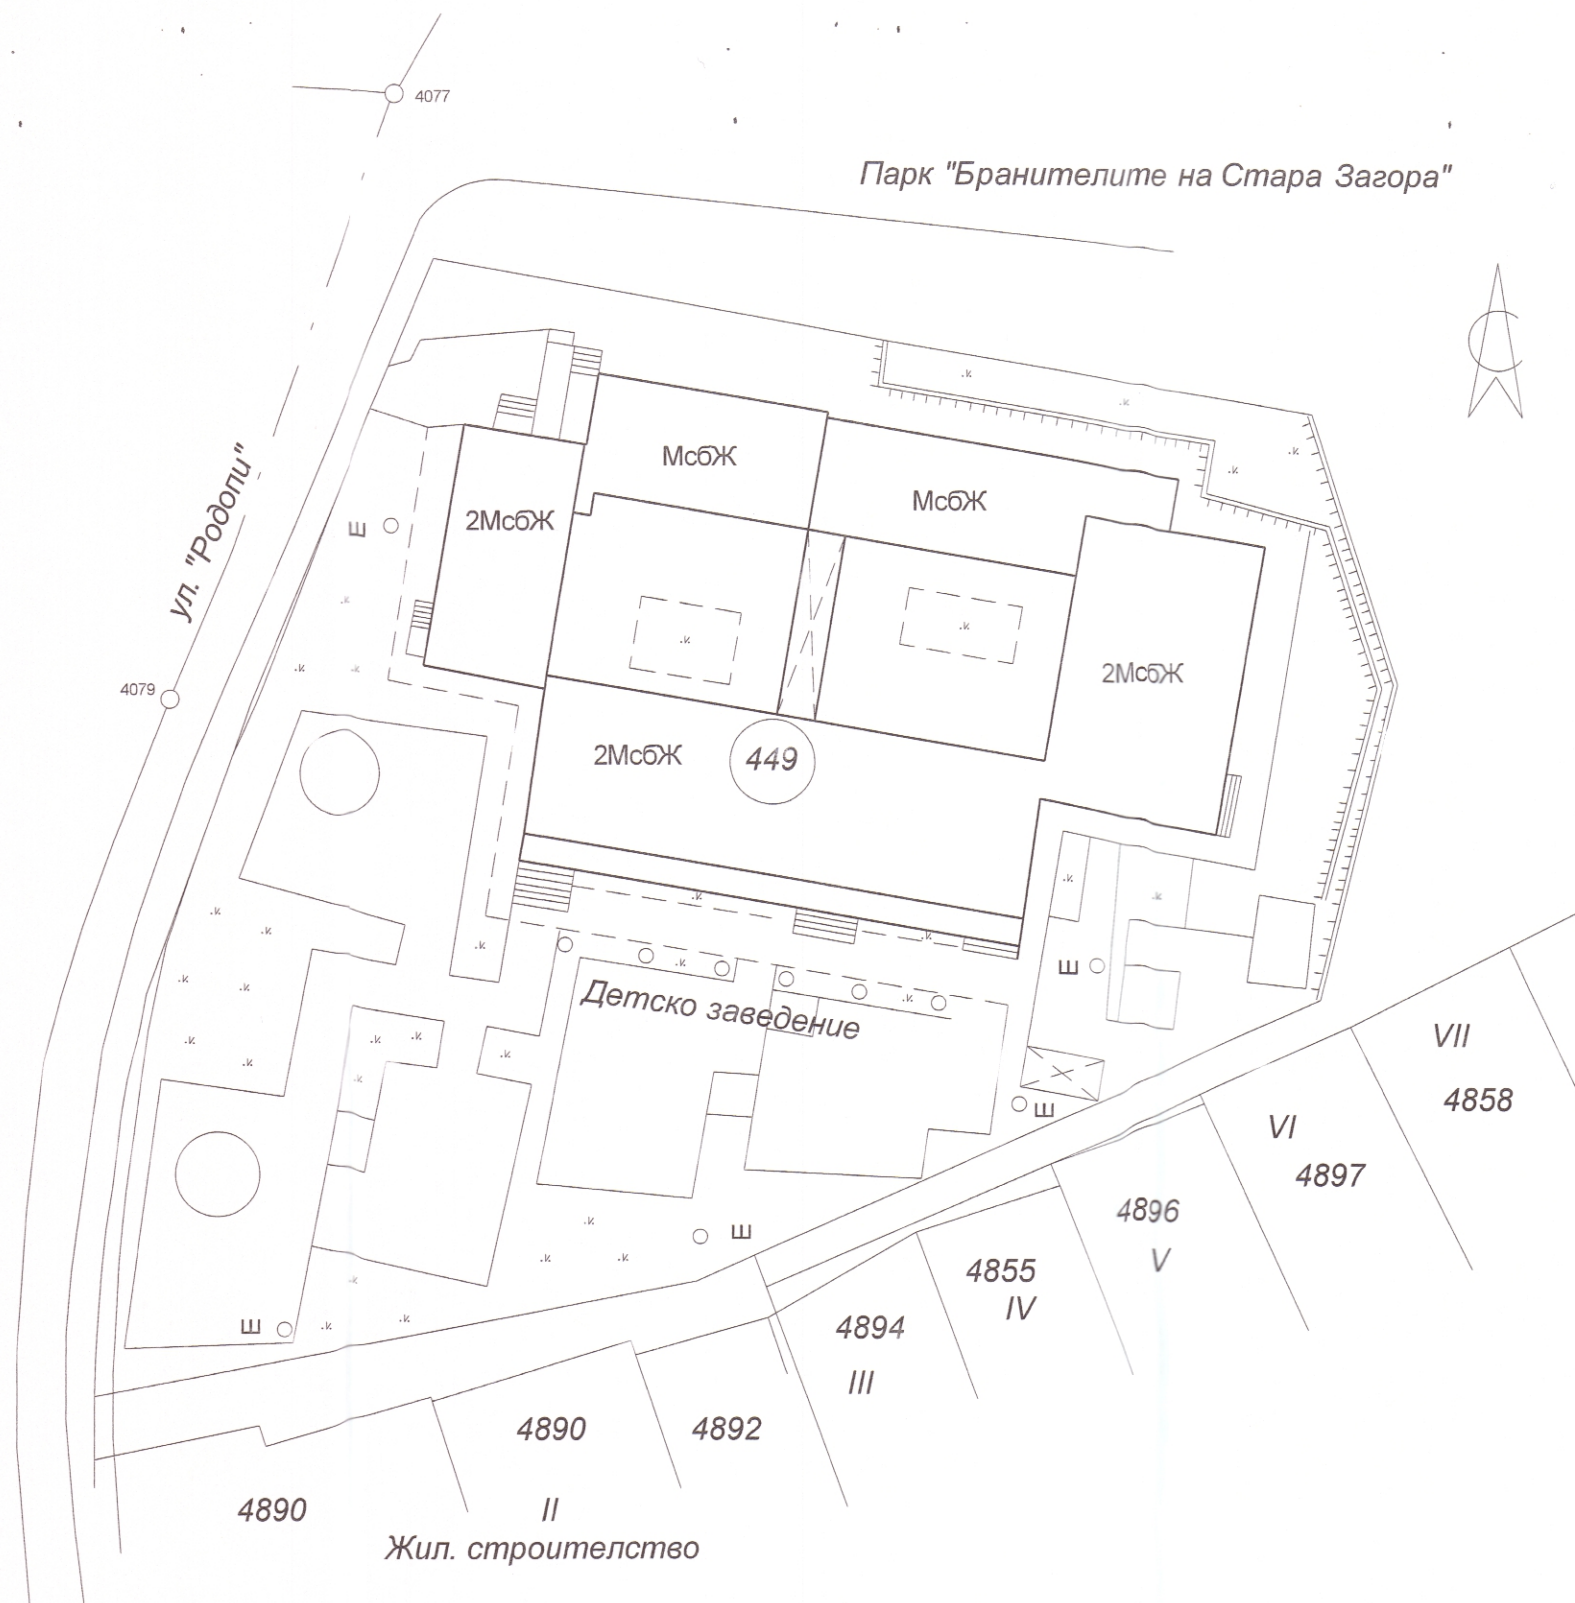 4077
Парк "Бранителите на Стара Загора"
С
ул. "Родопи"
МсбЖ
МсбЖ
2МсбЖ
Ш
4079
2МсбЖ
2МсбЖ
449
Детско заведение
Ш
Ш
Ш
Ш
VII
4858
VI
4897
4896
V
4855
IV
4894
III
4892
4890
II
4890
Жил. строителство